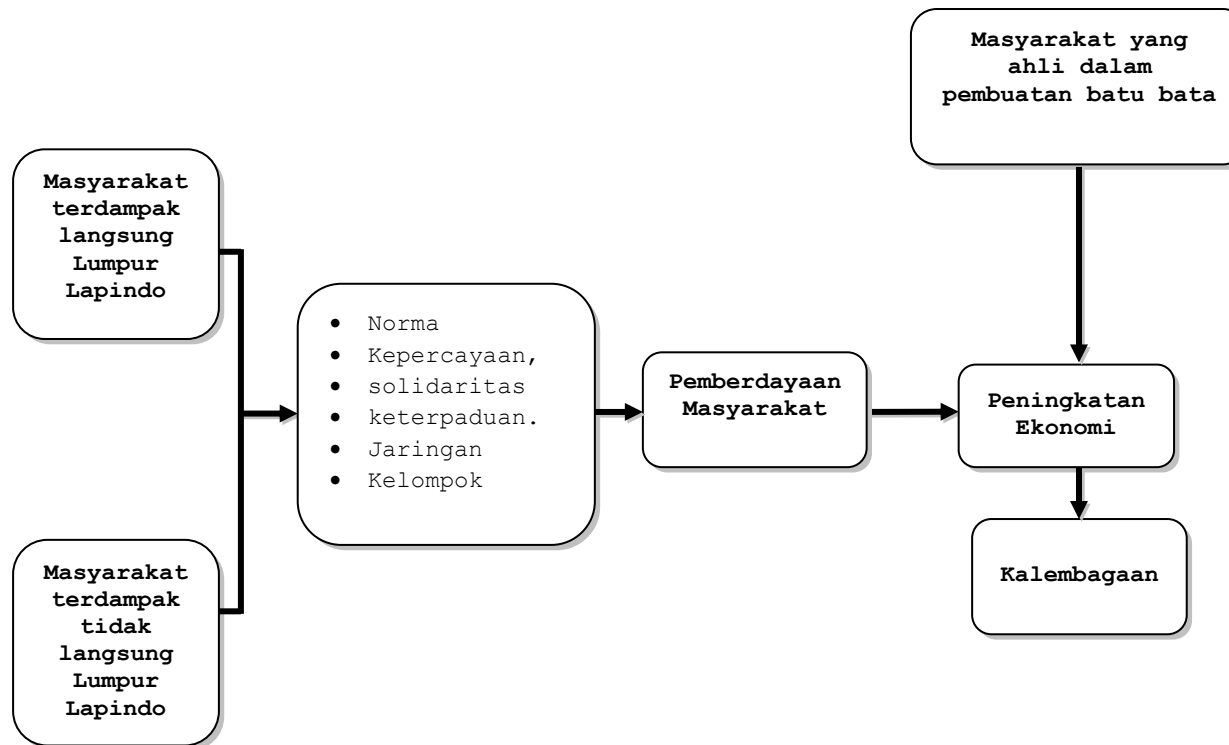 Masyarakat yang
ahli dalam
pembuatan batu bata
Masyarakat
terdampak
langsung
Lumpur
Lapindo
• Norma
• Kepercayaan,
• solidaritas
• keterpaduan.
• Jaringan
• Kelompok
Pemberdayaan
Masyarakat
Peningkatan
Ekonomi
Kalembagaan
Masyarakat
terdampak
tidak
langsung
Lumpur
Lapindo